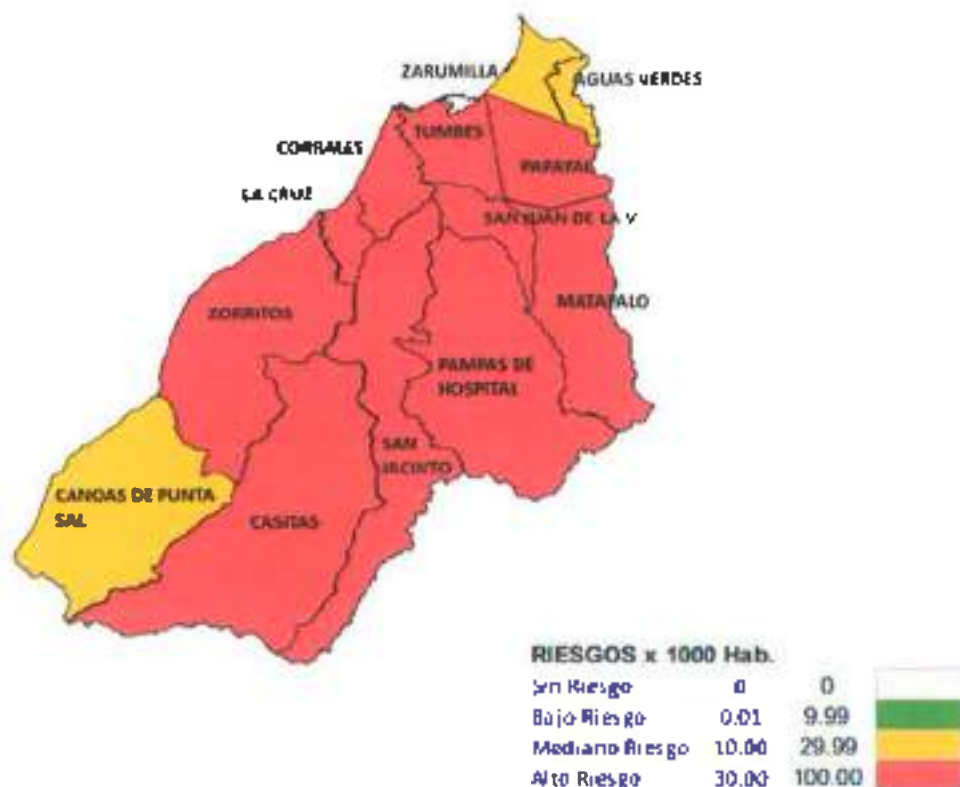 ZARUMILLA
AGUAS VERDES
TUMBES
CORRALES
PAPAYAL
LA CRUZ
SAN JUAN DE LA V
ZORRITOS
MATAPALO
PAMPAS DE
HOSPITAL
SAN
JACINTO
CANOAS DE PUNTA
SAL
CASITAS
RIESGOS x 1000 Hab.
Sin Riesgo 0 0
Bajo Riesgo 0.01 9.99
Mediano Riesgo 10.00 29.99
Alto Riesgo 30.00 100.00